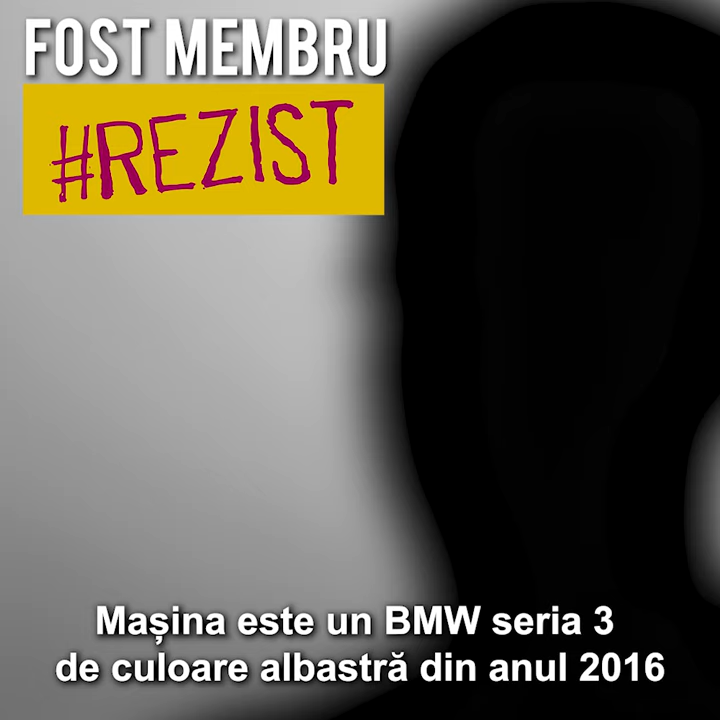 FOST MEMBRU
#REZIST
Mașina este un BMW seria 3
de culoare albastră din anul 2016